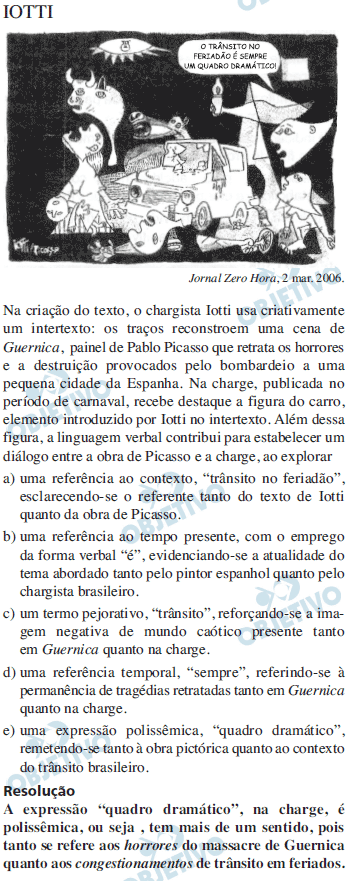 IOTTI
O TRÂNSITO NO
FERIADÃO É SEMPRE
UM QUADRO DRAMÁTICO!
Iotti/Picasso
Jornal Zero Hora, 2 mar. 2006.
Na criação do texto, o chargista Iotti usa criativamente
um intertexto: os traços reconstroem uma cena de
Guernica, painel de Pablo Picasso que retrata os horrores
e a destruição provocados pelo bombardeio a uma
pequena cidade da Espanha. Na charge, publicada no
período de carnaval, recebe destaque a figura do carro,
elemento introduzido por Iotti no intertexto. Além dessa
figura, a linguagem verbal contribui para estabelecer um
diálogo entre a obra de Picasso e a charge, ao explorar
a) uma referência ao contexto, “trânsito no feriadão”,
esclarecendo-se o referente tanto do texto de Iotti
quanto da obra de Picasso.
b) uma referência ao tempo presente, com o emprego
da forma verbal “é”, evidenciando-se a atualidade do
tema abordado tanto pelo pintor espanhol quanto pelo
chargista brasileiro.
c) um termo pejorativo, “trânsito”, reforçando-se a ima-
gem negativa de mundo caótico presente tanto
em Guernica quanto na charge.
d) uma referência temporal, “sempre”, referindo-se à
permanência de tragédias retratadas tanto em Guernica
quanto na charge.
e) uma expressão polissêmica, “quadro dramático”,
remetendo-se tanto à obra pictórica quanto ao contexto
do trânsito brasileiro.
Resolução
A expressão “quadro dramático”, na charge, é
polissêmica, ou seja , tem mais de um sentido, pois
tanto se refere aos horrores do massacre de Guernica
quanto aos congestionamentos de trânsito em feriados.
OBJETIVO
OBJETIVO
OBJETIVO
OBJETIVO
OBJETIVO
OBJETIVO